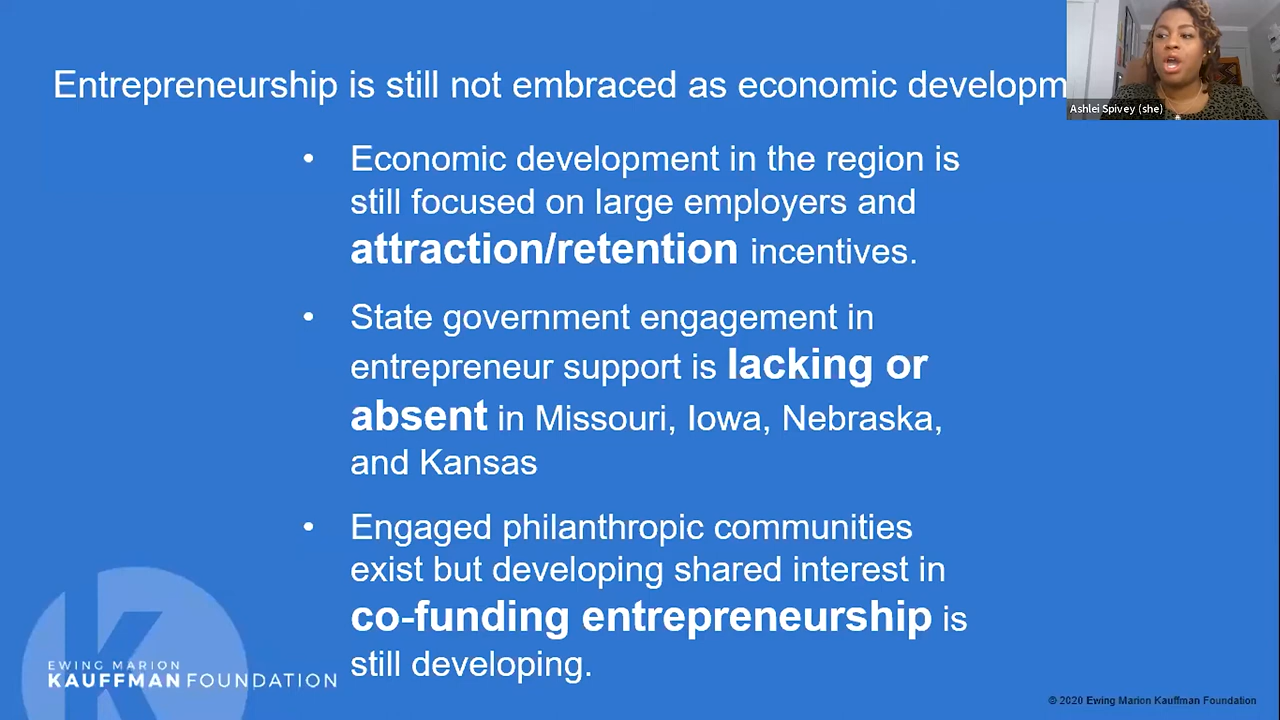 Entrepreneurship is still not embraced as economic developm
Ashlei Spivey (she)
• Economic development in the region is
still focused on large employers and
attraction/retention incentives.
• State government engagement in
entrepreneur support is lacking or
absent in Missouri, Iowa, Nebraska,
and Kansas
• Engaged philanthropic communities
exist but developing shared interest in
co-funding entrepreneurship is
still developing.
K
EWING MARION
KAUFFMAN FOUNDATION
© 2020 Ewing Marion Kauffman Foundation